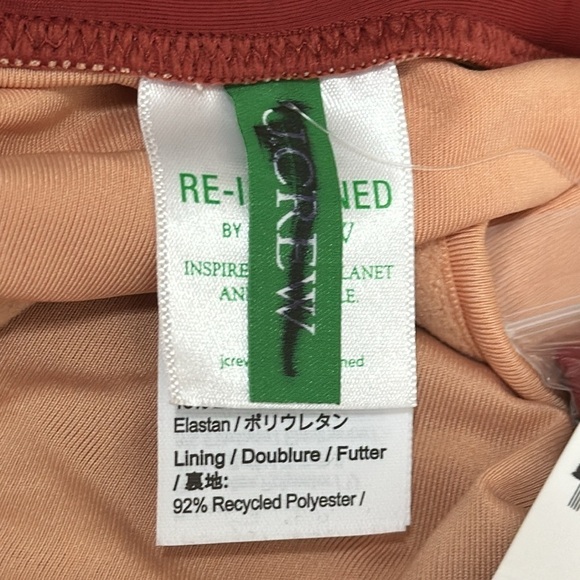 JCREW
RE-I NED
BY W
INSPIRE LANET
AN LE.
jcrew ned
Elastan / ポリウレタン
Lining / Doublure / Futter
/ 裏地:
92% Recycled Polyester /